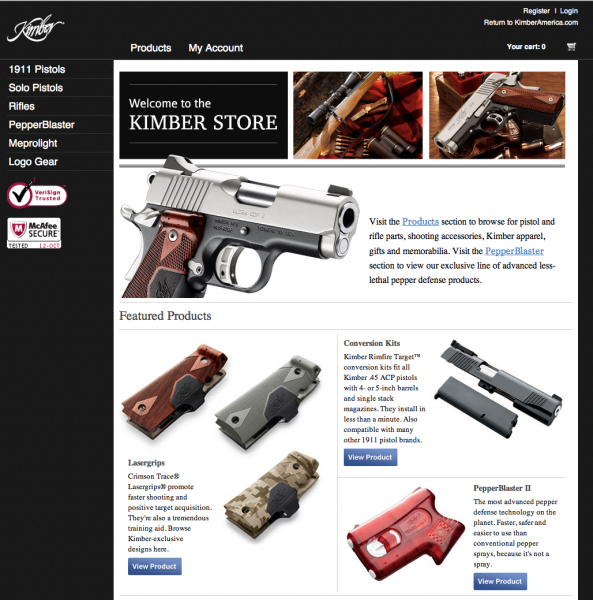 Register | Login
Return to KimberAmerica.com
Kimber
Products My Account
Your cart: 0
1911 Pistols
Solo Pistols
Rifles
PepperBlaster
Meprolight
Logo Gear
VeriSign
Trusted
McAfee
SECURE
TESTED 12-OCT
Welcome to the
KIMBER STORE
Visit the Products section to browse for pistol and
rifle parts, shooting accessories, Kimber apparel,
gifts and memorabilia. Visit the PepperBlaster
section to view our exclusive line of advanced less-
lethal pepper defense products.
Featured Products
Lasergrips
Crimson Trace®
Lasergrips® promote
faster shooting and
positive target acquisition.
They're also a tremendous
training aid. Browse
Kimber-exclusive
designs here.
View Product
Conversion Kits
Kimber Rimfire Target™
conversion kits fit all
Kimber .45 ACP pistols
with 4- or 5-inch barrels
and single stack
magazines. They install in
less than a minute. Also
compatible with many
other 1911 pistol brands.
View Product
PepperBlaster II
The most advanced pepper
defense technology on the
planet. Faster, safer and
easier to use than
conventional pepper
sprays, because it's not a
spray.
View Product